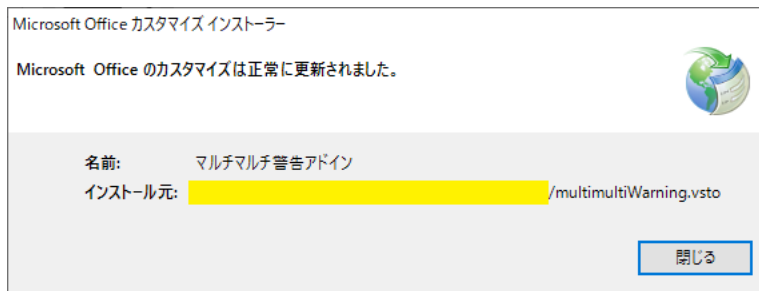 Microsoft Office カスタマイズ インストーラー
Microsoft Office のカスタマイズは正常に更新されました。
名前: マルチマルチ警告アドイン
インストール元: /multimultiWarning.vsto
閉じる